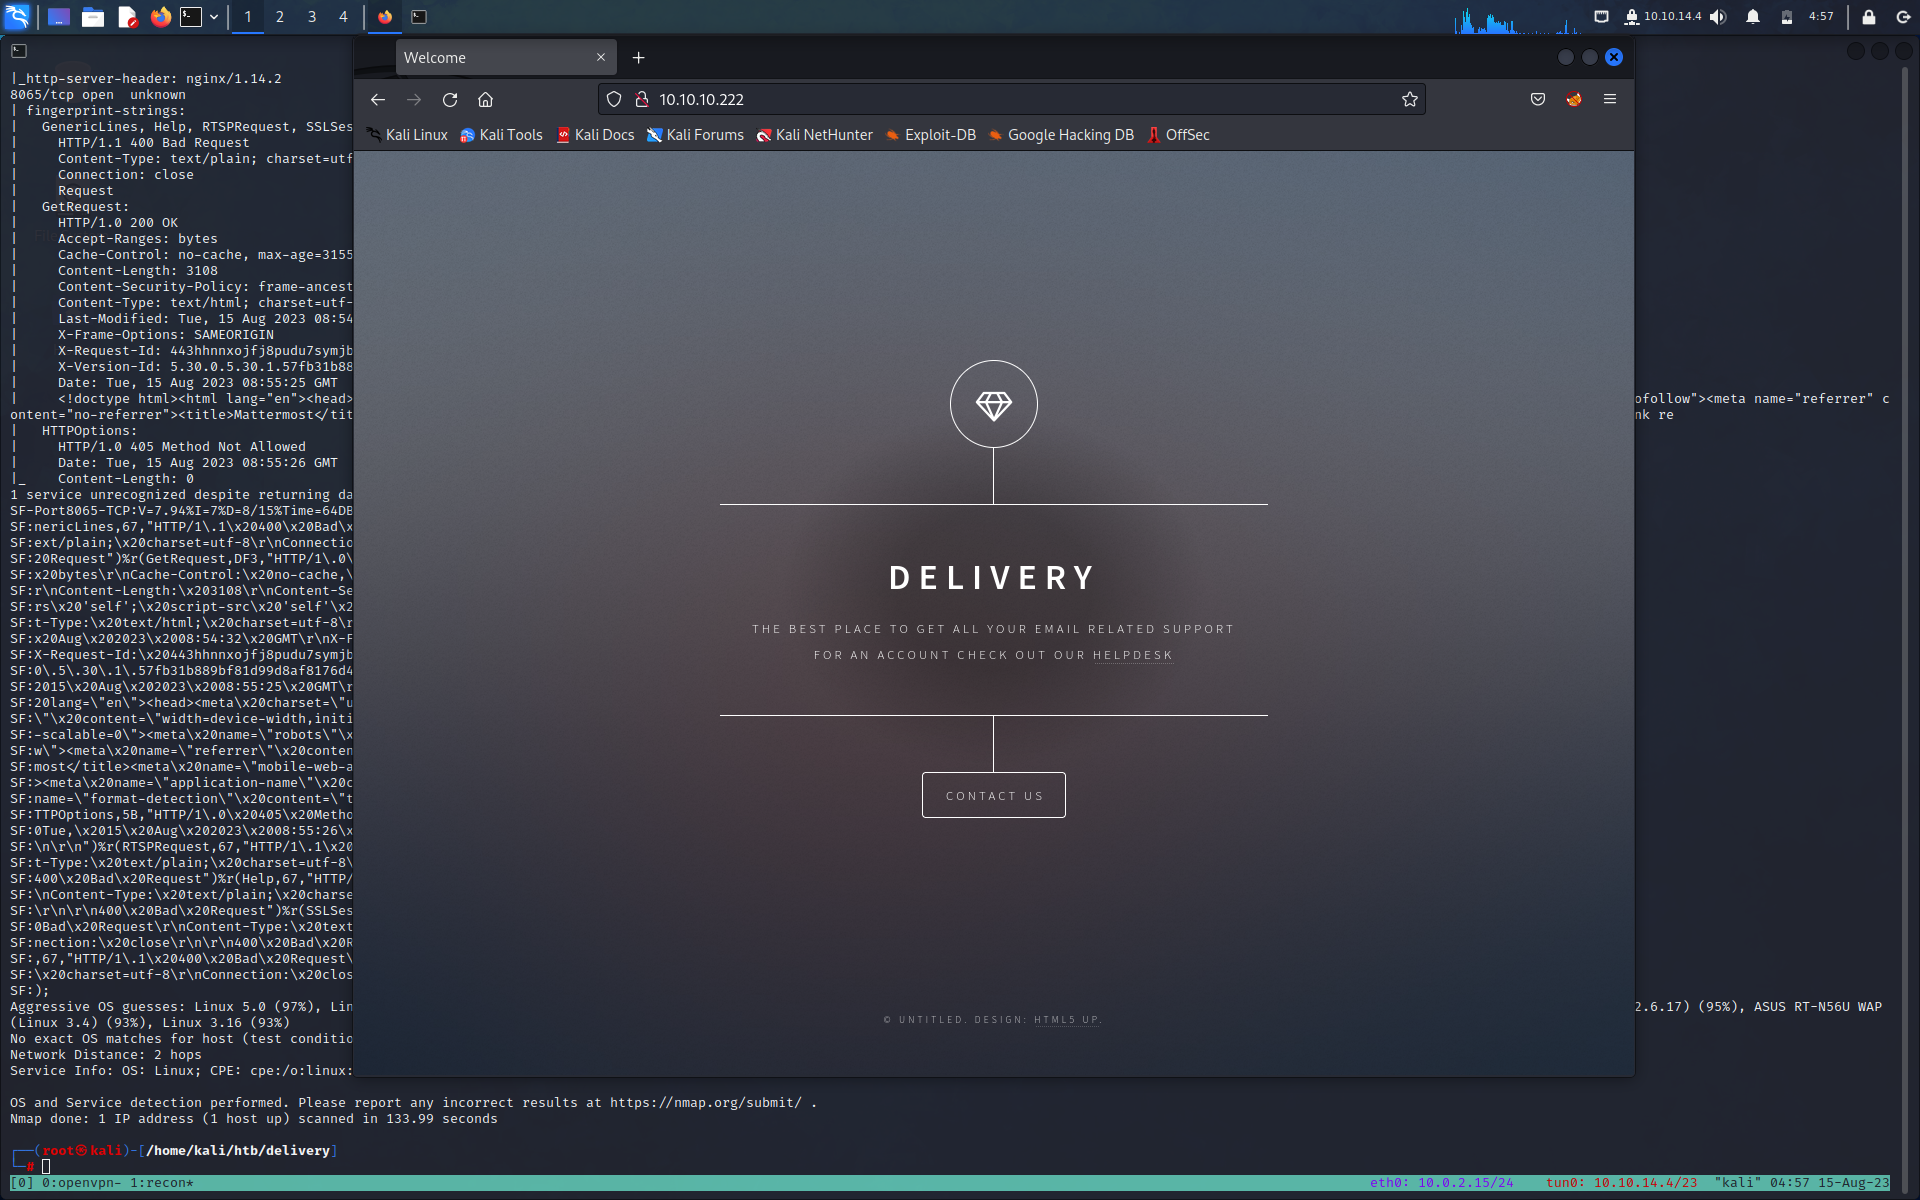 1 2 3 4
10.10.14.4 4:57
|_http-server-header: nginx/1.14.2
8065/tcp open  unknown
| fingerprint-strings:
|   GenericLines, Help, RTSPRequest, SSLSes
|     HTTP/1.1 400 Bad Request
|     Content-Type: text/plain; charset=utf
|     Connection: close
|     Request
|   GetRequest:
|     HTTP/1.0 200 OK
|     Accept-Ranges: bytes
|     Cache-Control: no-cache, max-age=3155
|     Content-Length: 3108
|     Content-Security-Policy: frame-ancest
|     Content-Type: text/html; charset=utf-
|     Last-Modified: Tue, 15 Aug 2023 08:54
|     X-Frame-Options: SAMEORIGIN
|     X-Request-Id: 443hhnnxojfj8pudu7symjb
|     X-Version-Id: 5.30.0.5.30.1.57fb31b88
|     Date: Tue, 15 Aug 2023 08:55:25 GMT
|     <!doctype html><html lang="en"><head> ofollow"><meta name="referrer" c
ontent="no-referrer"><title>Mattermost</tit nk re
|   HTTPOptions:
|     HTTP/1.0 405 Method Not Allowed
|     Date: Tue, 15 Aug 2023 08:55:26 GMT
|_    Content-Length: 0
1 service unrecognized despite returning da
SF-Port8065-TCP:V=7.94%I=7%D=8/15%Time=64DB
SF:nericLines,67,"HTTP/1\.1\x20400\x20Bad\x
SF:ext/plain;\x20charset=utf-8\r\nConnectio
SF:20Request")%r(GetRequest,DF3,"HTTP/1\.0\
SF:x20bytes\r\nCache-Control:\x20no-cache,\
SF:r\nContent-Length:\x203108\r\nContent-Se
SF:rs\x20'self';\x20script-src\x20'self'\x2
SF:t-Type:\x20text/html;\x20charset=utf-8\r
SF:x20Aug\x202023\x2008:54:32\x20GMT\r\nX-F
SF:X-Request-Id:\x20443hhnnxojfj8pudu7symjb
SF:0\.5\.30\.1\.57fb31b889bf81d99d8af8176d4
SF:2015\x20Aug\x202023\x2008:55:25\x20GMT\r
SF:20lang=\"en\"><head><meta\x20charset=\"u
SF:\"\x20content=\"width=device-width,initi
SF:-scalable=0\"><meta\x20name=\"robots\"\x
SF:w\"><meta\x20name=\"referrer\"\x20conten
SF:most</title><meta\x20name=\"mobile-web-a
SF:><meta\x20name=\"application-name\"\x20c
SF:name=\"format-detection\"\x20content=\"t
SF:TTPOptions,5B,"HTTP/1\.0\x20405\x20Metho
SF:0Tue,\x2015\x20Aug\x202023\x2008:55:26\x
SF:\n\r\n")%r(RTSPRequest,67,"HTTP/1\.1\x20
SF:t-Type:\x20text/plain;\x20charset=utf-8\
SF:400\x20Bad\x20Request")%r(Help,67,"HTTP/
SF:\nContent-Type:\x20text/plain;\x20charse
SF:\r\n\r\n400\x20Bad\x20Request")%r(SSLSes
SF:0Bad\x20Request\r\nContent-Type:\x20text
SF:nection:\x20close\r\n\r\n400\x20Bad\x20R
SF:,67,"HTTP/1\.1\x20400\x20Bad\x20Request\
SF:\x20charset=utf-8\r\nConnection:\x20clos
SF:);
Aggressive OS guesses: Linux 5.0 (97%), Lin 2.6.17) (95%), ASUS RT-N56U WAP
(Linux 3.4) (93%), Linux 3.16 (93%)
No exact OS matches for host (test conditio
Network Distance: 2 hops
Service Info: OS: Linux; CPE: cpe:/o:linux:
OS and Service detection performed. Please report any incorrect results at https://nmap.org/submit/ .
Nmap done: 1 IP address (1 host up) scanned in 133.99 seconds
┌──(root㉿kali)-[/home/kali/htb/delivery]
└─#
[0] 0:openvpn- 1:recon* eth0: 10.0.2.15/24 tun0: 10.10.14.4/23 "kali" 04:57 15-Aug-23
Welcome
10.10.10.222
Kali Linux Kali Tools Kali Docs Kali Forums Kali NetHunter Exploit-DB Google Hacking DB OffSec
DELIVERY
THE BEST PLACE TO GET ALL YOUR EMAIL RELATED SUPPORT
FOR AN ACCOUNT CHECK OUT OUR HELPDESK
CONTACT US
© UNTITLED. DESIGN: HTML5 UP.